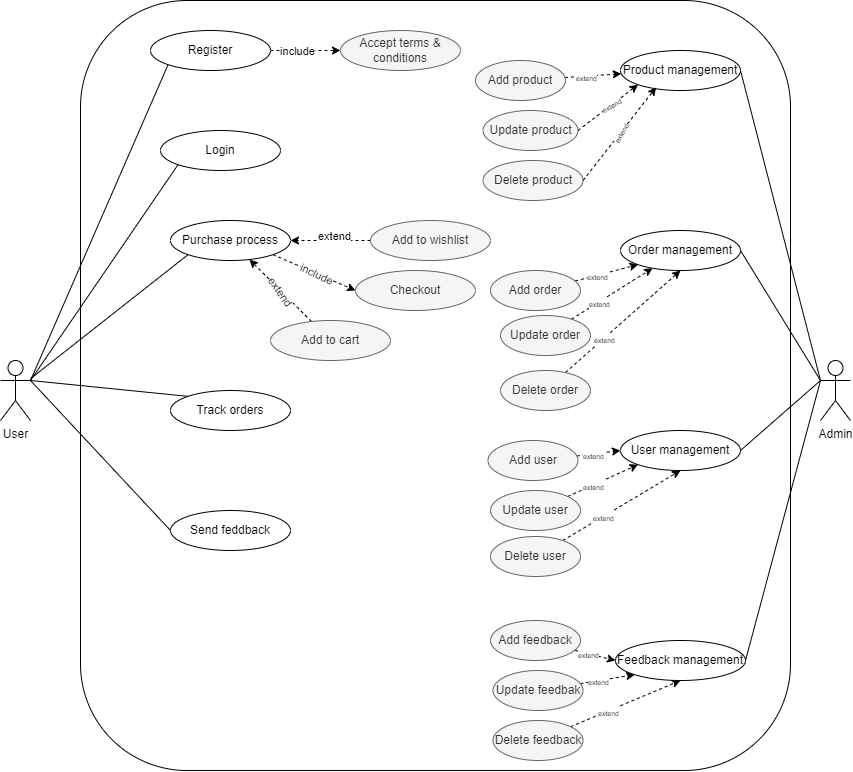 Register
include
Accept terms &
conditions
Login
Purchase process
extend
Add to wishlist
include
Checkout
extend
Add to cart
User
Track orders
Send feddback
Add product
extend
Product management
Update product
extend
Delete product
extend
Order management
Add order
extend
Update order
extend
Delete order
extend
Admin
User management
Add user
extend
Update user
extend
Delete user
extend
Add feedback
extend
Feedback management
Update feedbak
extend
Delete feedback
extend